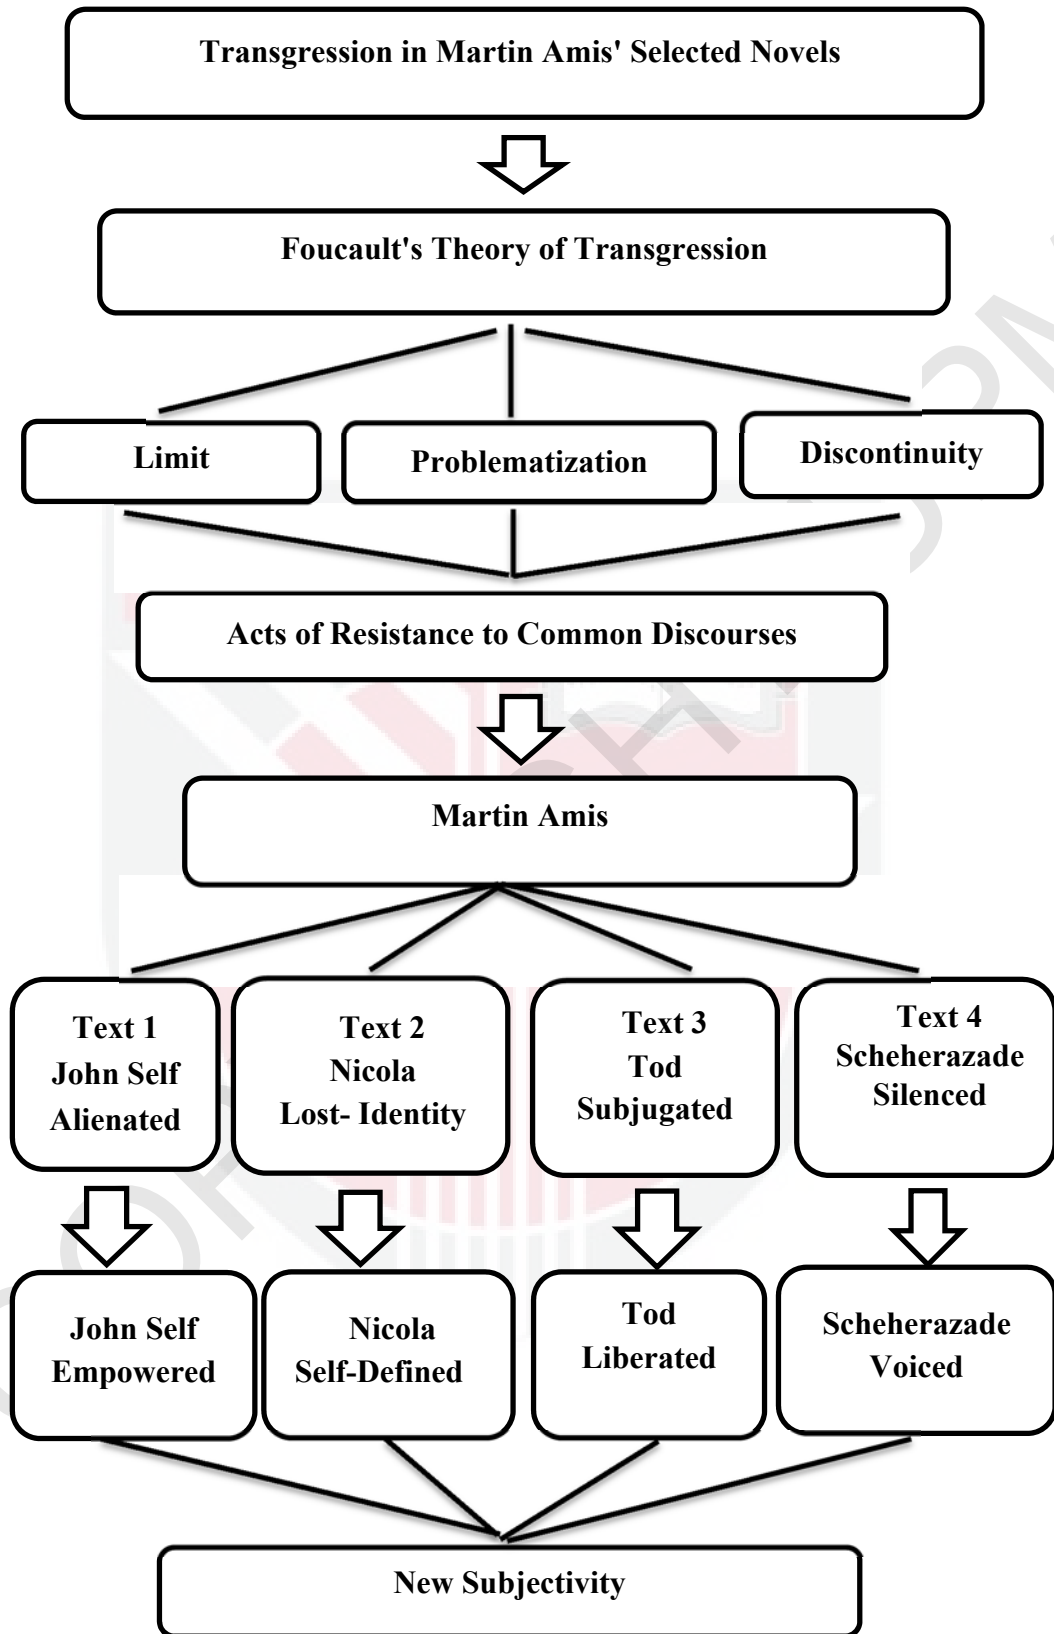 Transgression in Martin Amis' Selected Novels
Foucault's Theory of Transgression
Limit
Problematization
Discontinuity
Acts of Resistance to Common Discourses
Martin Amis
Text 1
John Self
Alienated
Text 2
Nicola
Lost- Identity
Text 3
Tod
Subjugated
Text 4
Scheherazade
Silenced
John Self
Empowered
Nicola
Self-Defined
Tod
Liberated
Scheherazade
Voiced
New Subjectivity